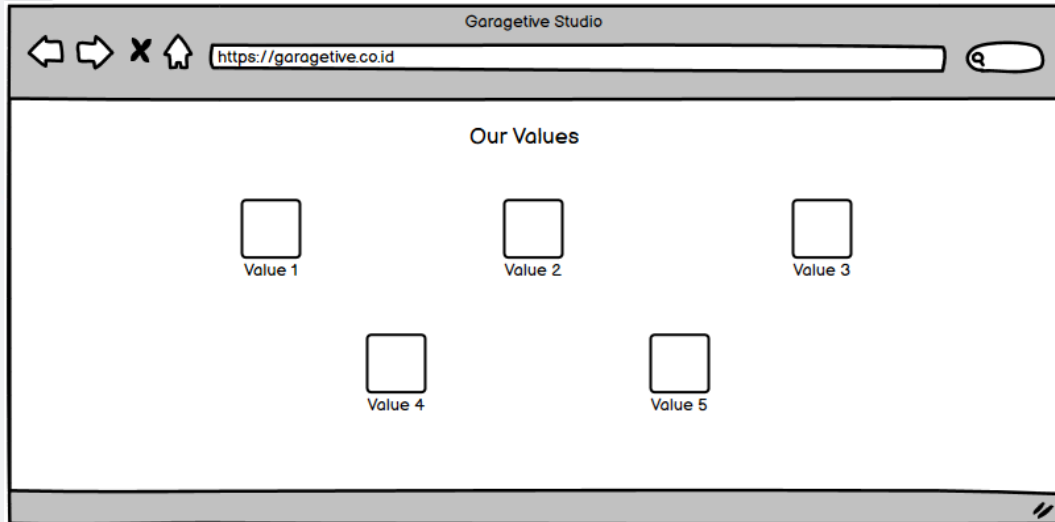 Garagetive Studio
https://garagetive.co.id
Our Values
Value 1 Value 2 Value 3
Value 4 Value 5